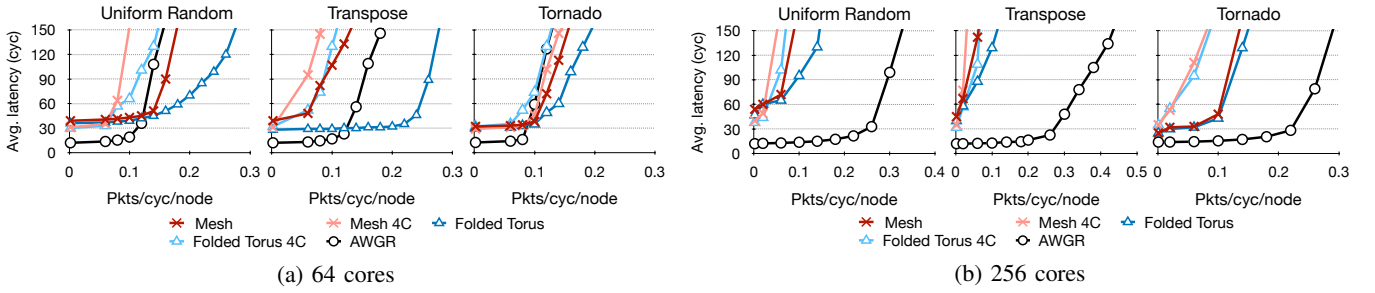 Uniform Random Transpose Tornado
Avg. latency (cyc)
150
120
90
60
30
0
0 0.1 0.2 0.3 0 0.1 0.2 0.3 0 0.1 0.2 0.3
Pkts/cyc/node Pkts/cyc/node Pkts/cyc/node
Mesh Mesh 4C Folded Torus
Folded Torus 4C AWGR
(a) 64 cores
Uniform Random Transpose Tornado
Avg. latency (cyc)
150
120
90
60
30
0
0 0.1 0.2 0.3 0.4 0 0.1 0.2 0.3 0.4 0.5 0 0.1 0.2 0.3
Pkts/cyc/node Pkts/cyc/node Pkts/cyc/node
Mesh Mesh 4C Folded Torus
Folded Torus 4C AWGR
(b) 256 cores